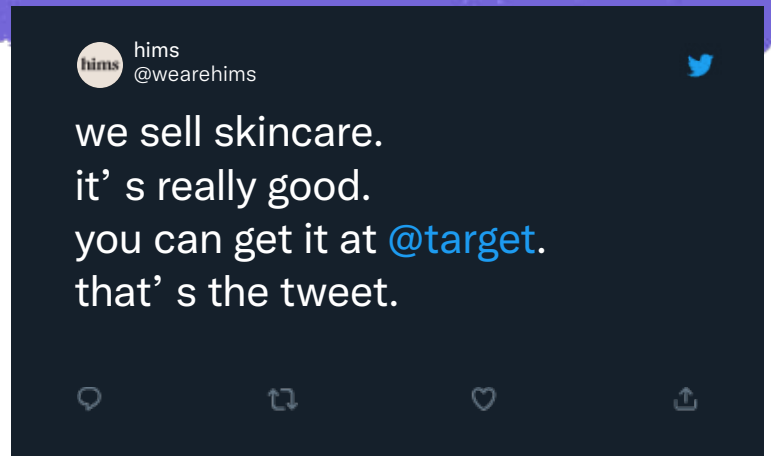 hims
hims
@wearehims
we sell skincare.
it’ s really good.
you can get it at @target.
that’ s the tweet.